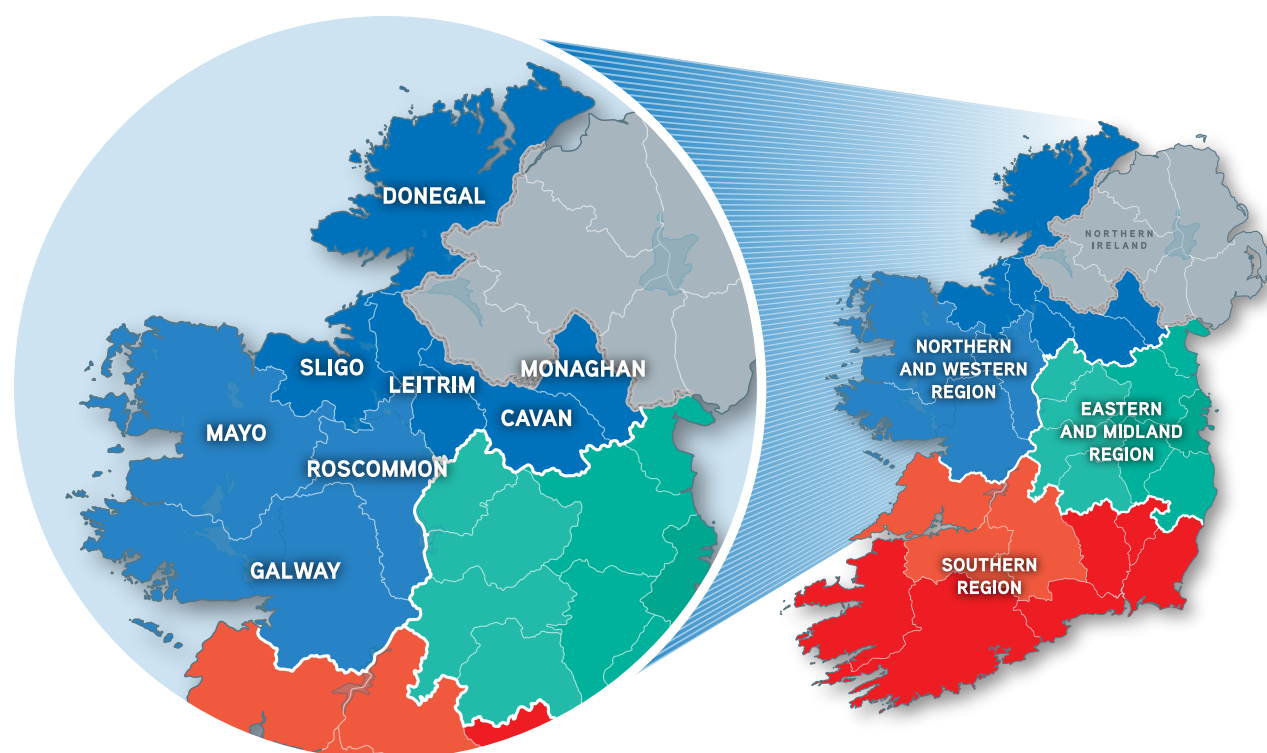 DONEGAL
SLIGO
LEITRIM
MONAGHAN
CAVAN
MAYO
ROSCOMMON
GALWAY
NORTHERN
IRELAND
NORTHERN
AND WESTERN
REGION
EASTERN
AND MIDLAND
REGION
SOUTHERN
REGION